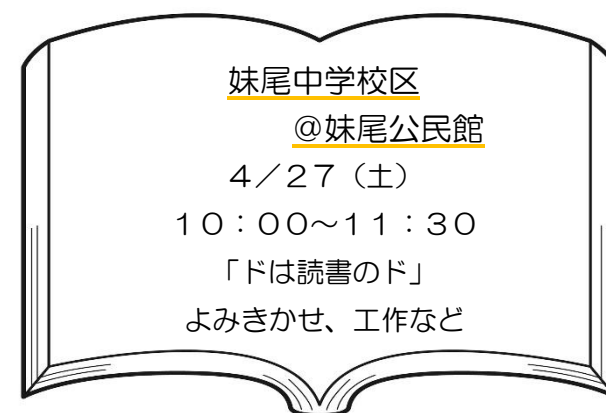 妹尾中学校区
@妹尾公民館
4/27(土)
10:00~11:30
「ドは読書のド」
よみきかせ、工作など